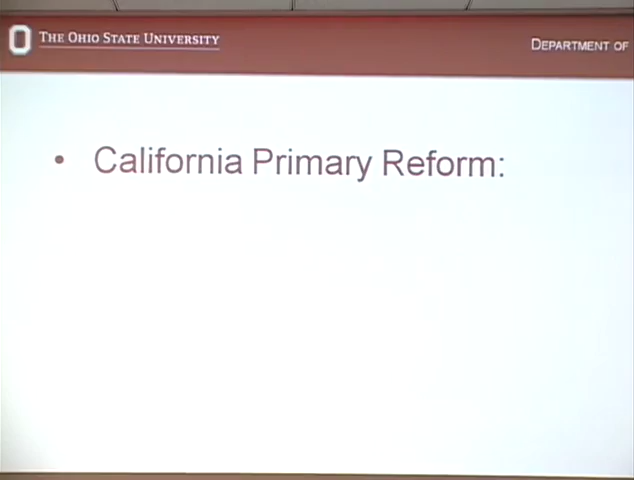 THE OHIO STATE UNIVERSITY
DEPARTMENT OF
• California Primary Reform: